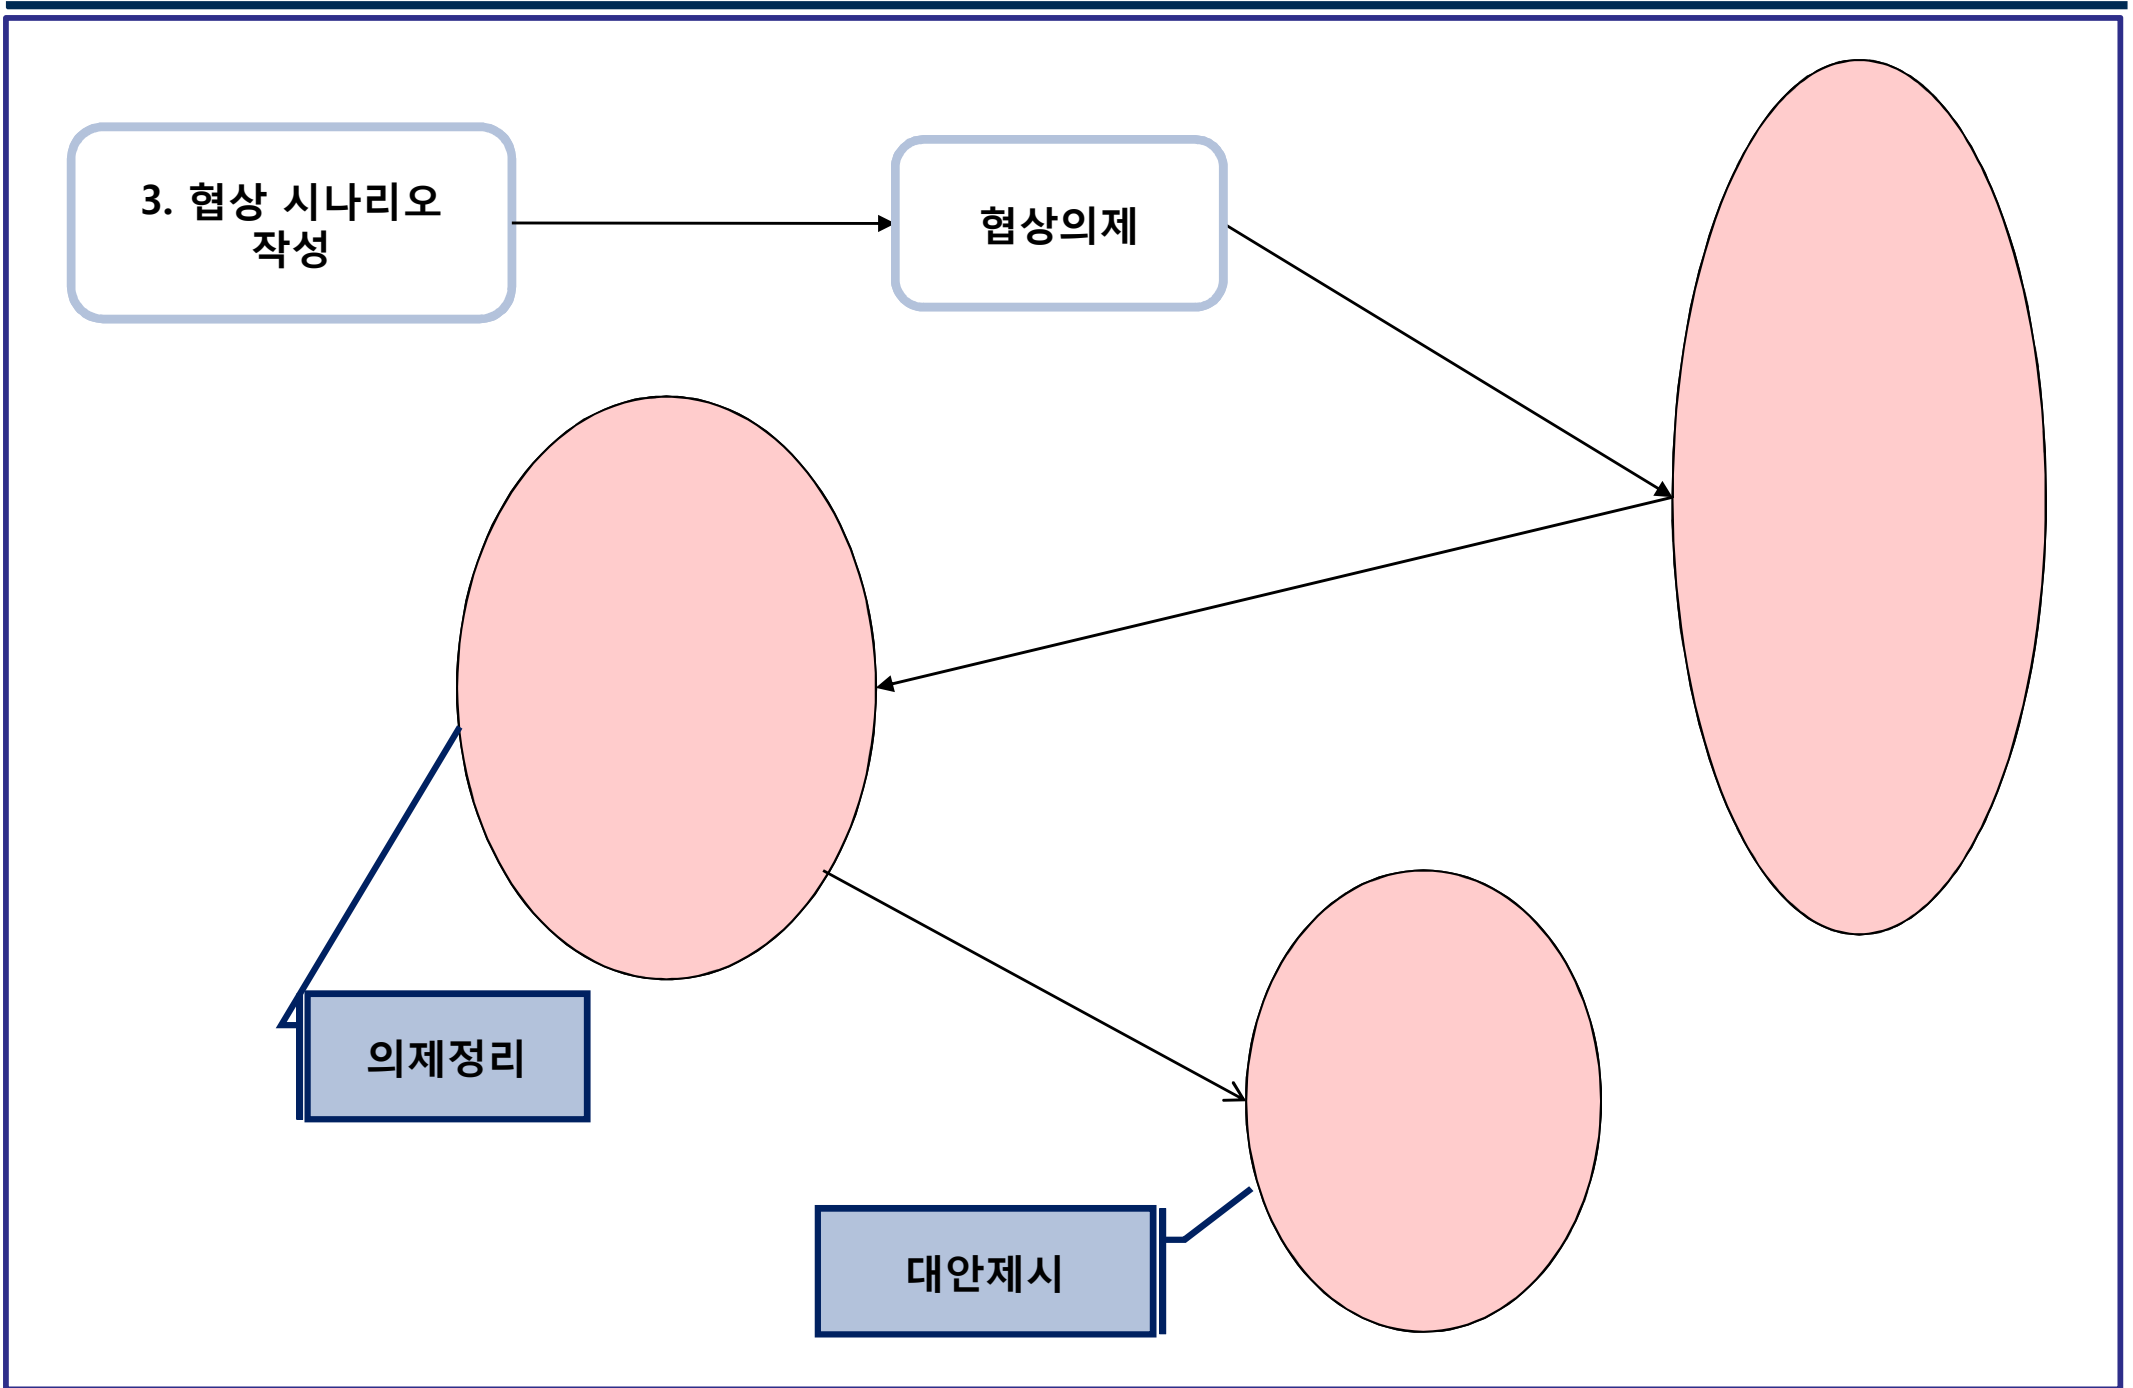 3. 협상 시나리오
작성
협상의제
의제정리
대안제시